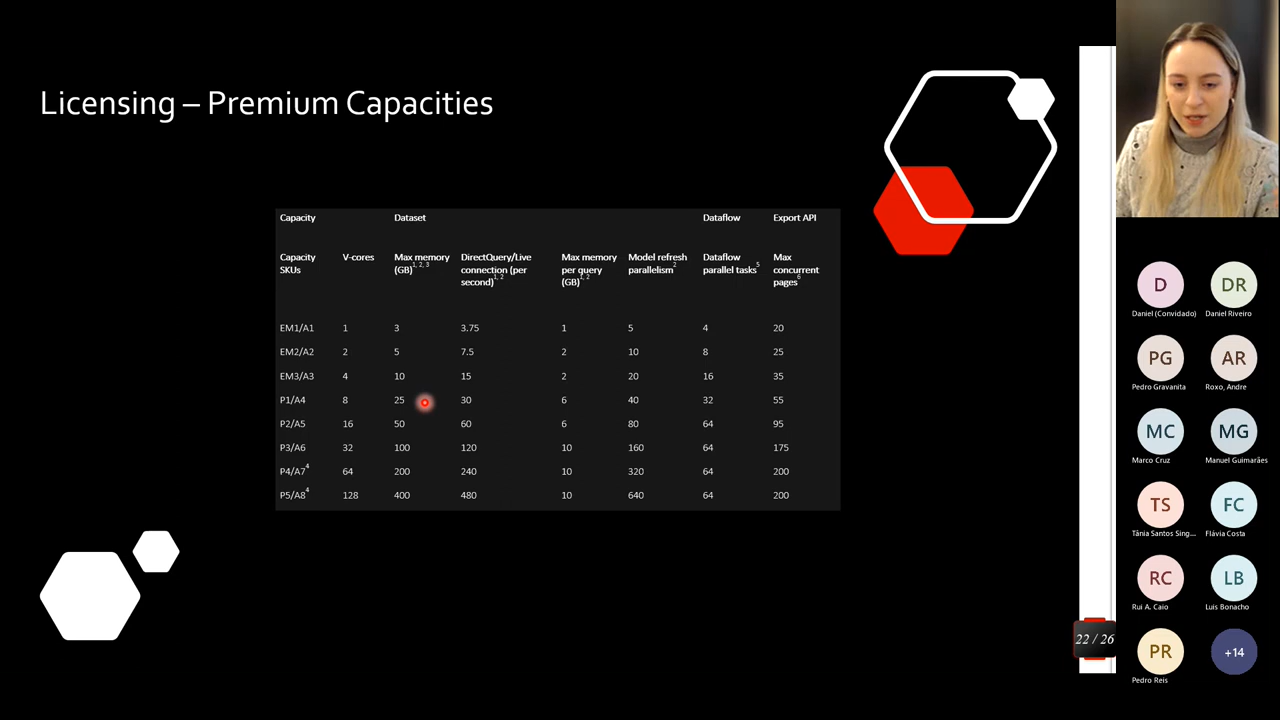 Licensing – Premium Capacities
Capacity Dataset Dataflow Export API
Capacity SKUs V-cores Max memory (GB)1, 2, 3 DirectQuery/Live connection (per second)1, 2 Max memory per query (GB)1, 2 Model refresh parallelism2 Dataflow parallel tasks5 Max concurrent pages6
EM1/A1 1 3 3.75 1 5 4 20
EM2/A2 2 5 7.5 2 10 8 25
EM3/A3 4 10 15 2 20 16 35
P1/A4 8 25 30 6 40 32 55
P2/A5 16 50 60 6 80 64 95
P3/A6 32 100 120 10 160 64 175
P4/A74 64 200 240 10 320 64 200
P5/A84 128 400 480 10 640 64 200
22 / 26
D DR
Daniel (Convidado) Daniel Riveiro
PG AR
Pedro Gravanita Roxo, Andre
MC MG
Marco Cruz Manuel Guimarães
TS FC
Tânia Santos Sing... Flávia Costa
RC LB
Rui A. Caio Luis Bonacho
PR +14
Pedro Reis